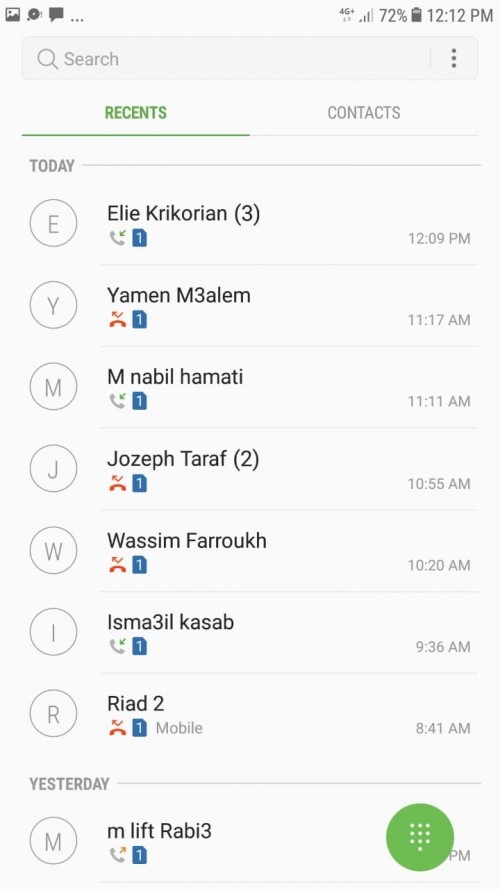 4G+ 72% 12:12 PM
Search
RECENTS CONTACTS
TODAY
E Elie Krikorian (3)
1 12:09 PM
Y Yamen M3alem
1 11:17 AM
M M nabil hamati
1 11:11 AM
J Jozeph Taraf (2)
1 10:55 AM
W Wassim Farroukh
1 10:20 AM
I Isma3il kasab
1 9:36 AM
R Riad 2
1 Mobile 8:41 AM
YESTERDAY
M m lift Rabi3
1 PM